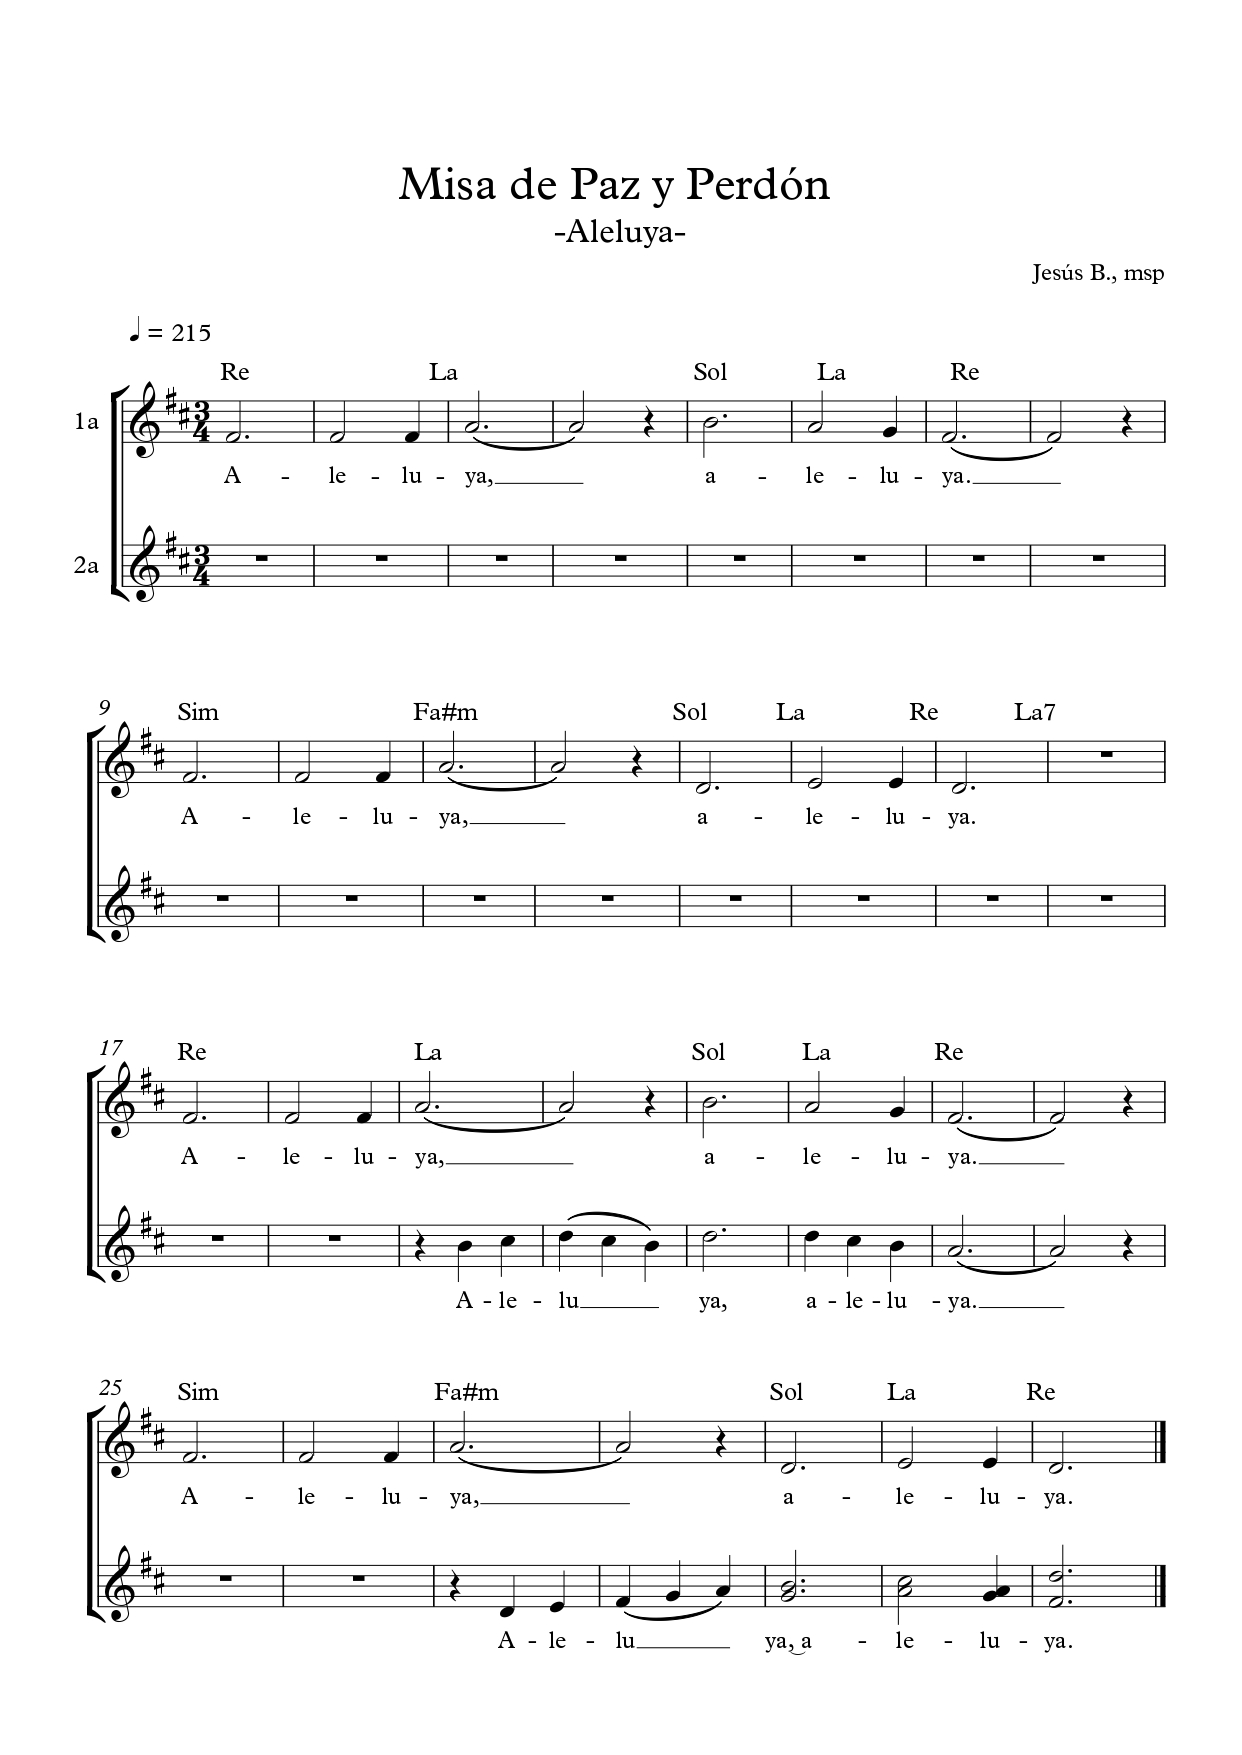 Misa de Paz y Perdón
-Aleluya-
Jesús B., msp
♩ = 215
Re La Sol La Re
1a
A - le - lu - ya, a - le - lu - ya.
2a
9
Sim Fa#m Sol La Re La7
A - le - lu - ya, a - le - lu - ya.
17
Re La Sol La Re
A - le - lu - ya, a - le - lu - ya.
A - le - lu ya, a - le - lu - ya.
25
Sim Fa#m Sol La Re
A - le - lu - ya, a - le - lu - ya.
A - le - lu ya, a - le - lu - ya.